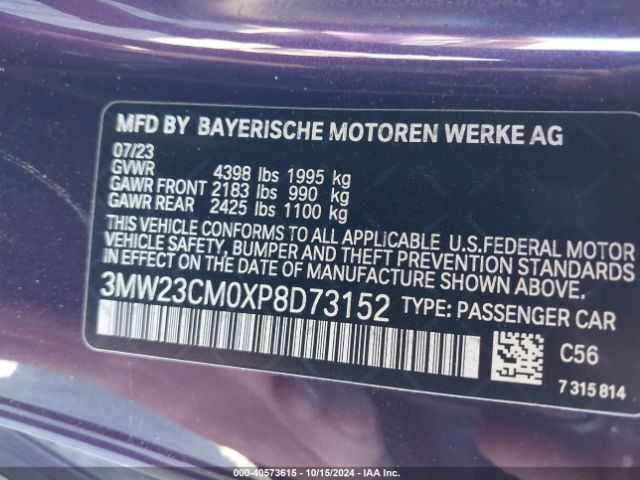 MFD BY BAYERISCHE MOTOREN WERKE AG
07/23
GVWR 4398 lbs 1995 kg
GAWR FRONT 2183 lbs 990 kg
GAWR REAR 2425 lbs 1100 kg
THIS VEHICLE CONFORMS TO ALL APPLICABLE U.S.FEDERAL MOTOR
VEHICLE SAFETY, BUMPER AND THEFT PREVENTION STANDARDS
IN EFFECT ON THE DATE OF MANUFACTURE SHOWN ABOVE.
3MW23CM0XP8D73152 TYPE: PASSENGER CAR
C56
7 315 814
000-40573615 - 10/15/2024 - IAA Inc.